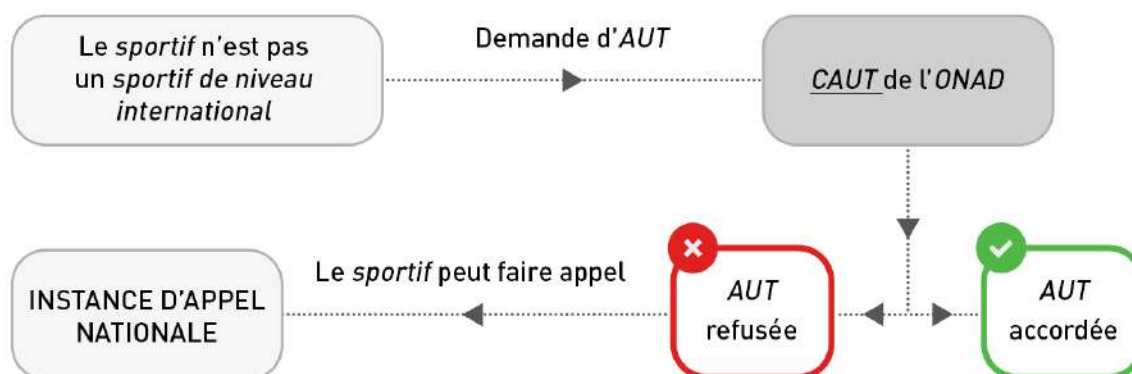 Le sportif n'est pas
un sportif de niveau
international
Demande d'AUT
CAUT de l'ONAD
INSTANCE D'APPEL
NATIONALE
Le sportif peut faire appel
AUT
refusée
AUT
accordée